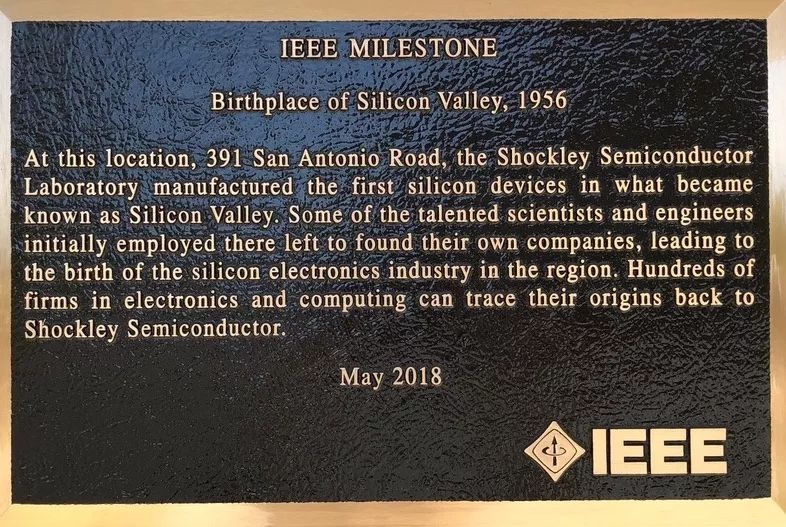 IEEE MILESTONE
Birthplace of Silicon Valley, 1956
At this location, 391 San Antonio Road, the Shockley Semiconductor
Laboratory manufactured the first silicon devices in what became
known as Silicon Valley. Some of the talented scientists and engineers
initially employed there left to found their own companies, leading to
the birth of the silicon electronics industry in the region. Hundreds of
firms in electronics and computing can trace their origins back to
Shockley Semiconductor.
May 2018
IEEE